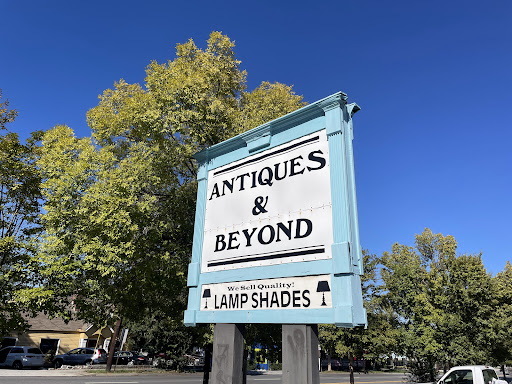 ANTIQUES
&
BEYOND
We Sell Quality!
LAMP SHADES